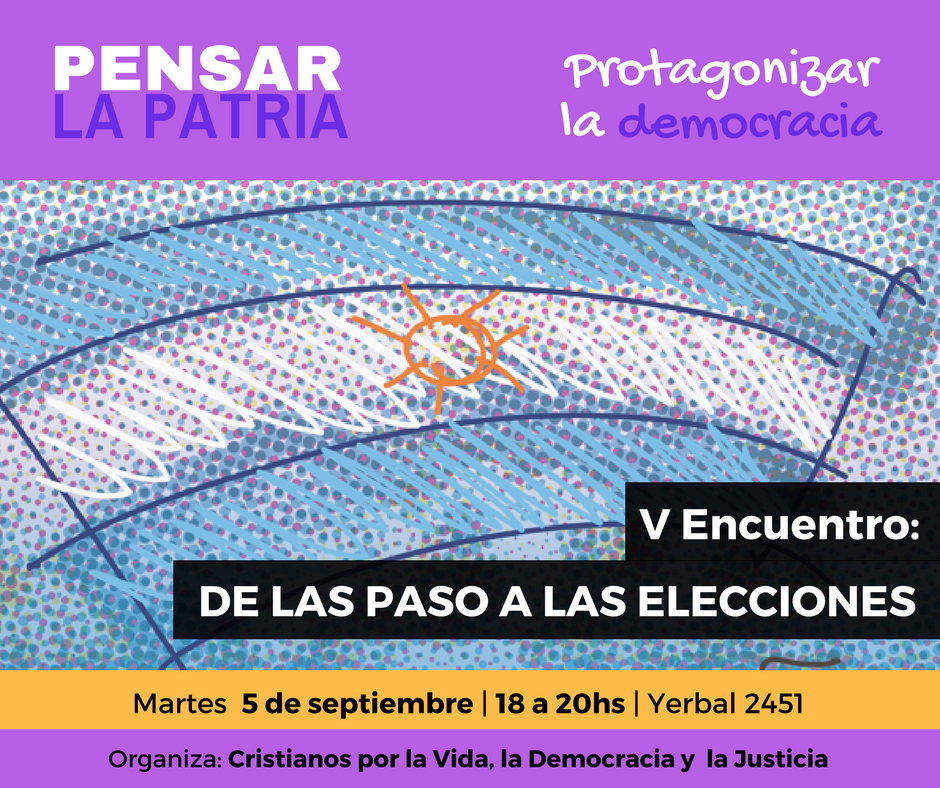 PENSAR
LA PATRIA
Protagonizar
la democracia
V Encuentro:
DE LAS PASO A LAS ELECCIONES
Martes 5 de septiembre | 18 a 20hs | Yerbal 2451
Organiza: Cristianos por la Vida, la Democracia y la Justicia